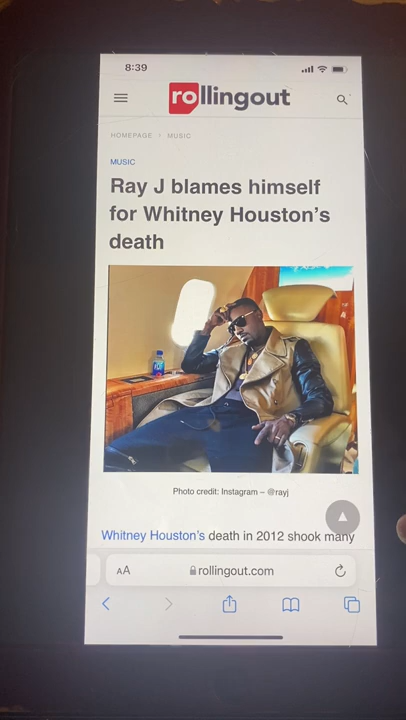 8:39
rollingout
HOMEPAGE > MUSIC
MUSIC
Ray J blames himself
for Whitney Houston's
death
Photo credit: Instagram – @rayj
Whitney Houston's death in 2012 shook many
AA rollingout.com